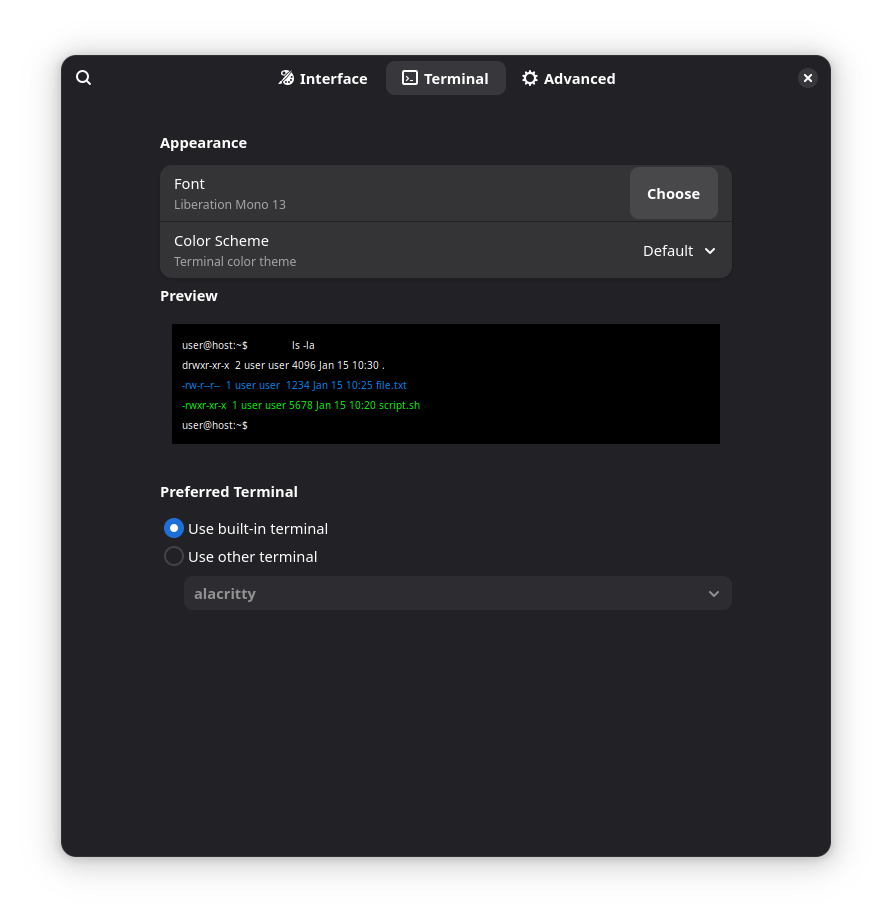 Interface
Terminal
Advanced
Appearance
Font
Liberation Mono 13
Choose
Color Scheme
Terminal color theme
Default
Preview
user@host:~$ ls -la
drwxr-xr-x 2 user user 4096 Jan 15 10:30 .
-rw-r--r-- 1 user user 1234 Jan 15 10:25 file.txt
-rwxr-xr-x 1 user user 5678 Jan 15 10:20 script.sh
user@host:~$
Preferred Terminal
Use built-in terminal
Use other terminal
alacritty